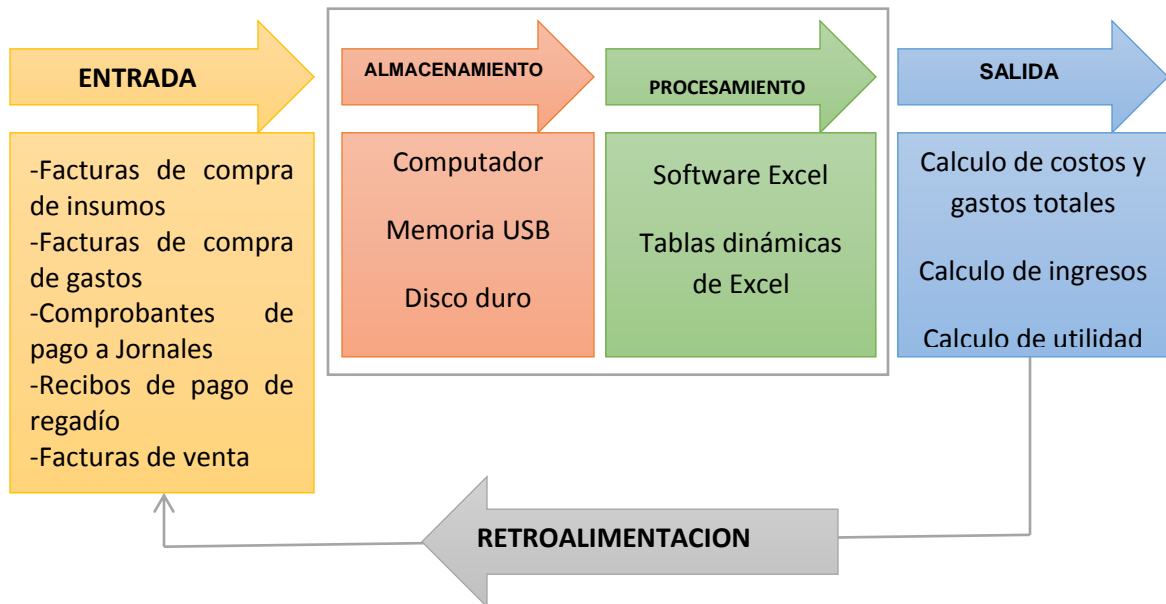 ENTRADA
-Facturas de compra
de insumos
-Facturas de compra
de gastos
-Comprobantes de
pago a Jornales
-Recibos de pago de
regadío
-Facturas de venta
ALMACENAMIENTO
Computador
Memoria USB
Disco duro
PROCESAMIENTO
Software Excel
Tablas dinámicas
de Excel
SALIDA
Calculo de costos y
gastos totales
Calculo de ingresos
Calculo de utilidad
RETROALIMENTACION